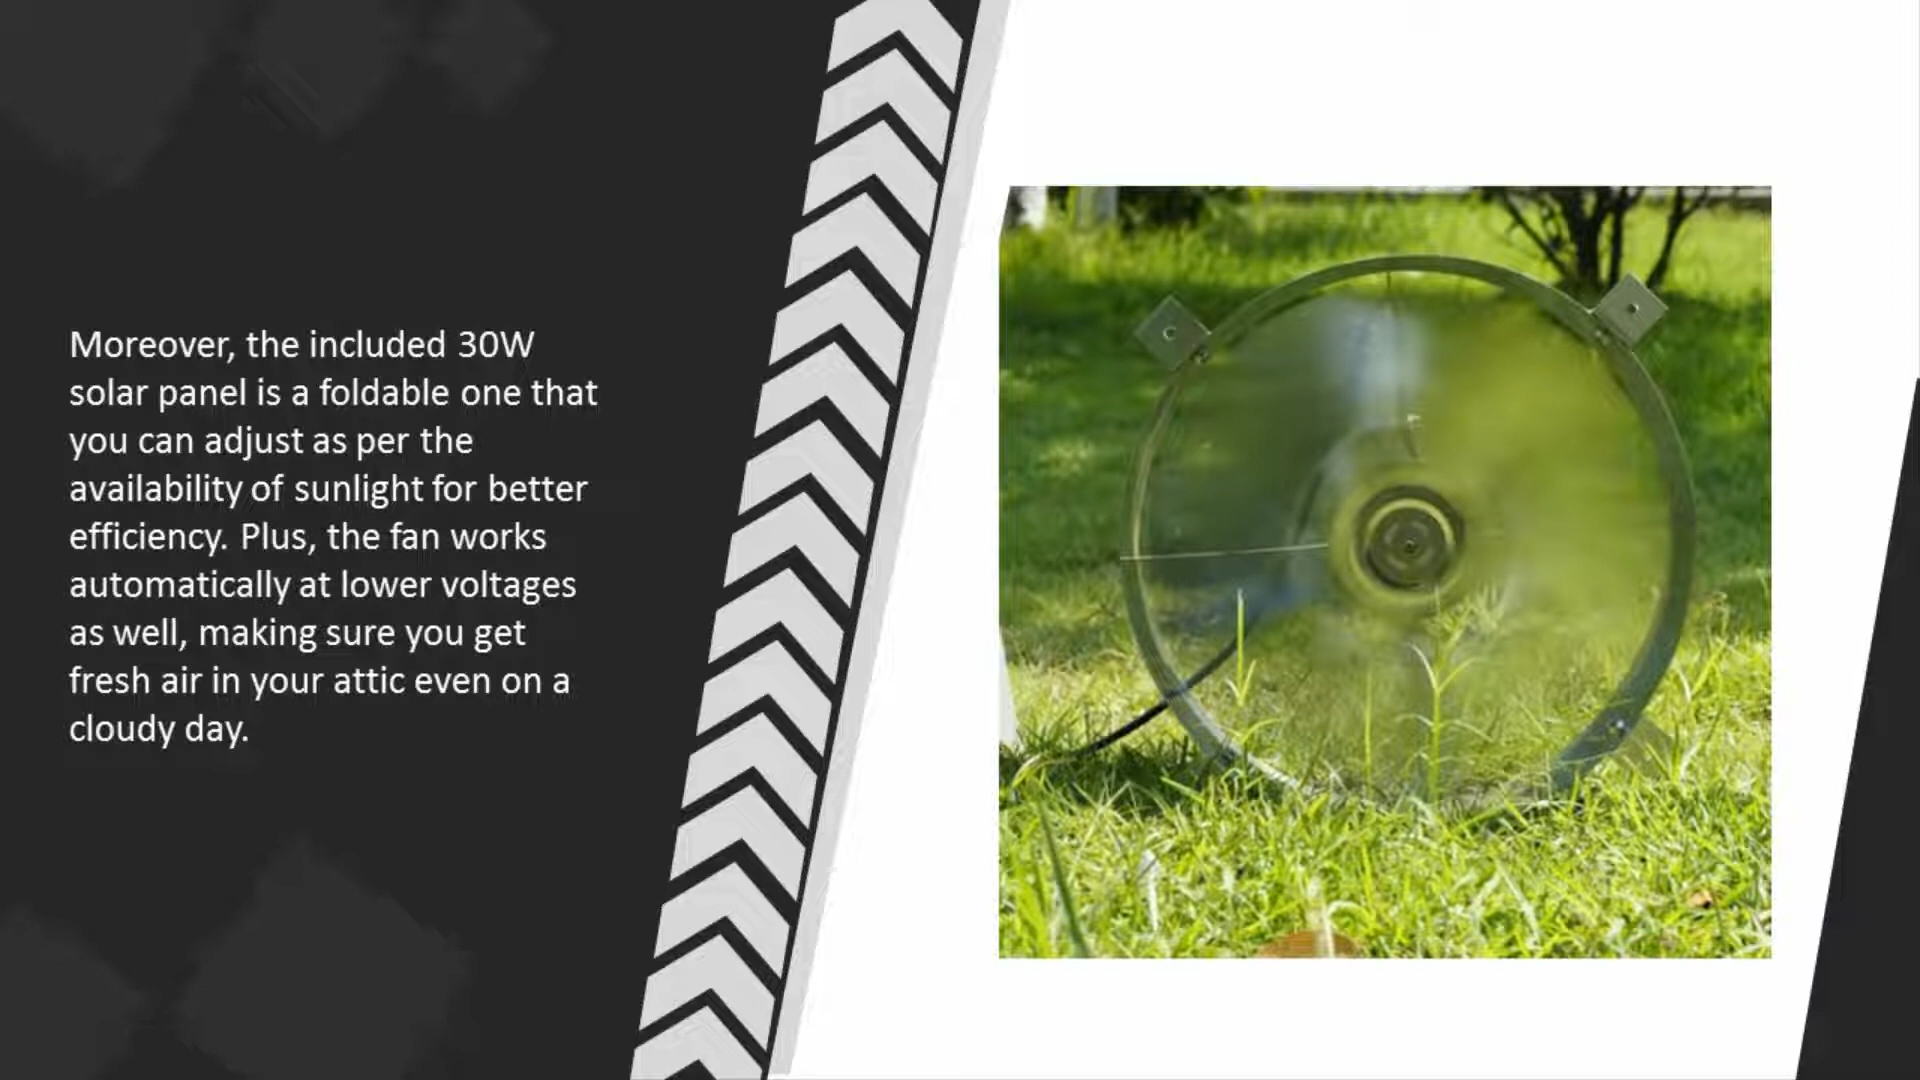 Moreover, the included 30W
solar panel is a foldable one that
you can adjust as per the
availability of sunlight for better
efficiency. Plus, the fan works
automatically at lower voltages
as well, making sure you get
fresh air in your attic even on a
cloudy day.